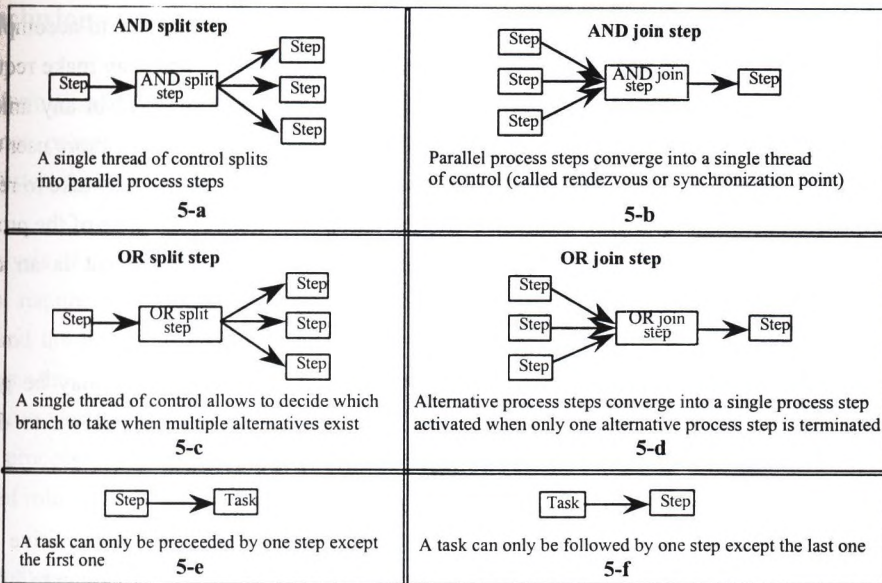 AND split step
Step
AND split
step
Step
Step
Step
A single thread of control splits
into parallel process steps
5-a
AND join step
Step
Step
Step
AND join
step
Step
Parallel process steps converge into a single thread
of control (called rendezvous or synchronization point)
5-b
OR split step
Step
OR split
step
Step
Step
Step
A single thread of control allows to decide which
branch to take when multiple alternatives exist
5-c
OR join step
Step
Step
Step
OR join
step
Step
Alternative process steps converge into a single process step
activated when only one alternative process step is terminated
5-d
Step
Task
A task can only be preceeded by one step except
the first one
5-e
Task
Step
A task can only be followed by one step except the last one
5-f